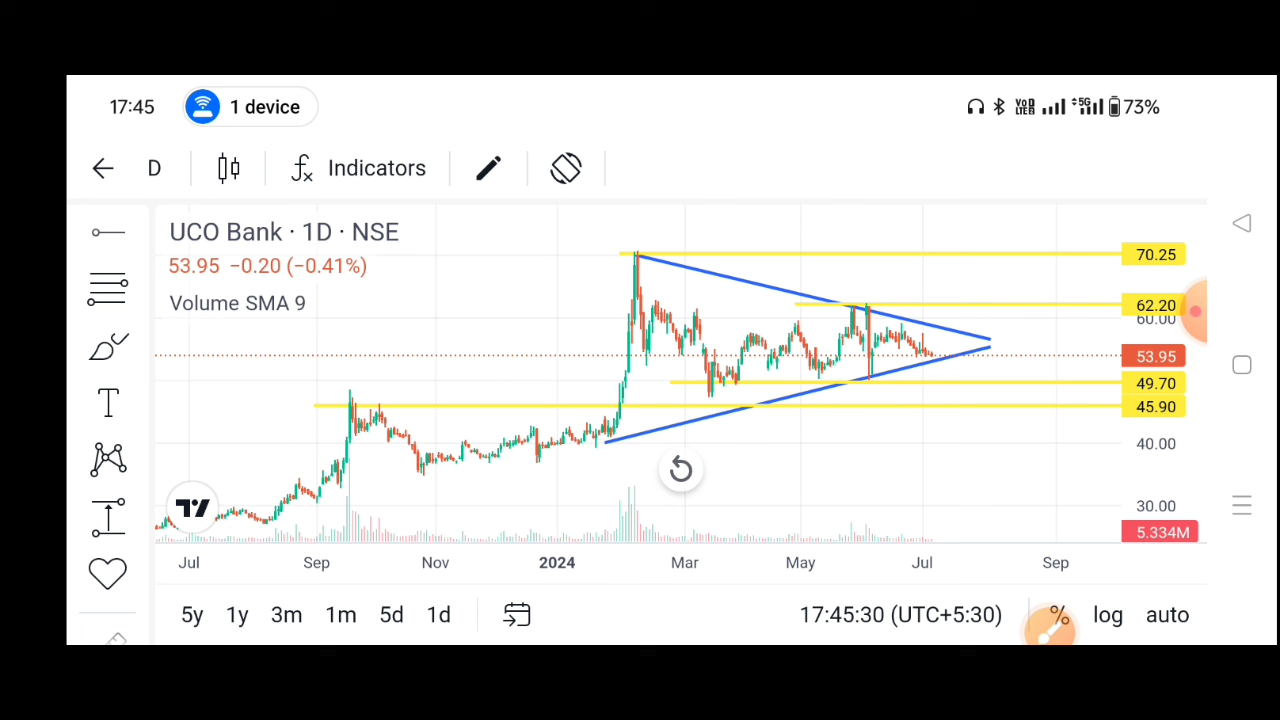 17:45 1 device VoD LTE 5G 73%
D Indicators
UCO Bank · 1D · NSE
53.95 −0.20 (−0.41%)
Volume SMA 9
70.25
62.20
60.00
53.95
49.70
45.90
40.00
30.00
5.334M
Jul Sep Nov 2024 Mar May Jul Sep
5y 1y 3m 1m 5d 1d 17:45:30 (UTC+5:30) % log auto